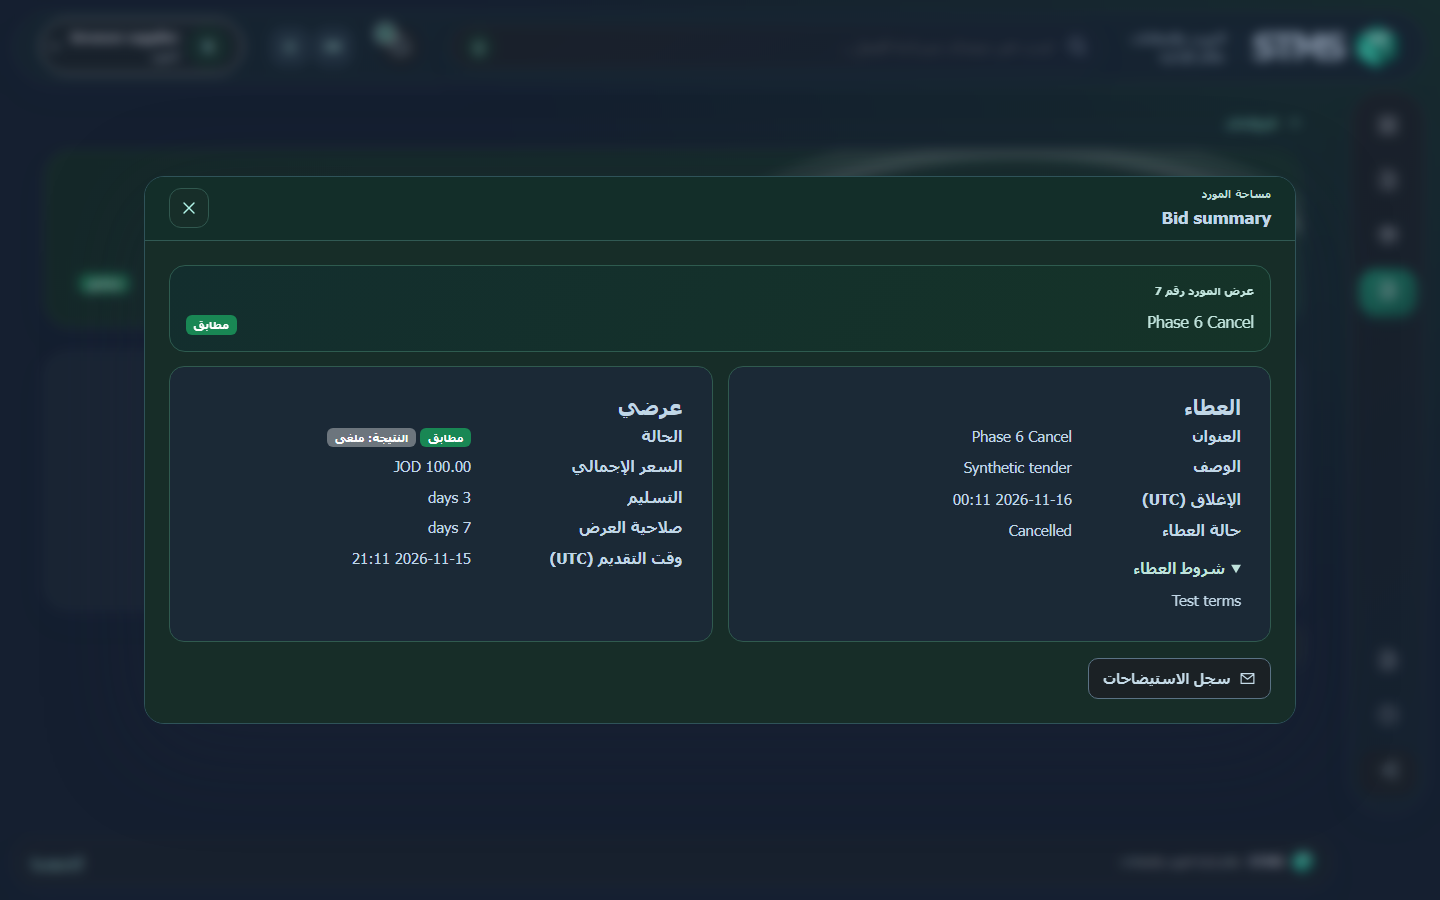 STMS
مساحة المورد
Bid summary
عرض المورد رقم 7
Phase 6 Cancel
مطابق
العطاء
العنوان Phase 6 Cancel
الوصف Synthetic tender
الإغلاق (UTC) 2026-11-16 00:11
حالة العطاء Cancelled
▼ شروط العطاء
Test terms
عرضي
الحالة مطابق النتيجة: ملغى
السعر الإجمالي 100.00 JOD
التسليم 3 days
صلاحية العرض 7 days
وقت التقديم (UTC) 2026-11-15 21:11
سجل الاستيضاحات